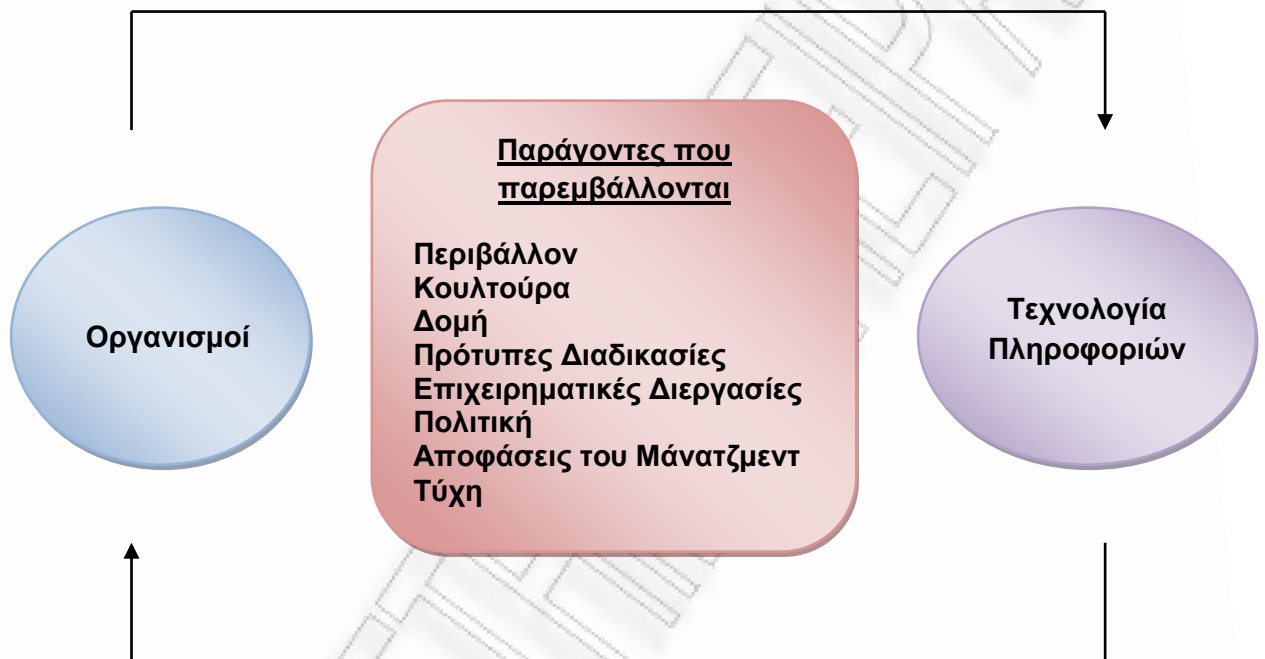 Παράγοντες που
παρεμβάλλονται
Περιβάλλον
Κουλτούρα
Δομή
Πρότυπες Διαδικασίες
Επιχειρηματικές Διεργασίες
Πολιτική
Αποφάσεις του Μάνατζμεντ
Τύχη
Οργανισμοί
Τεχνολογία
Πληροφοριών